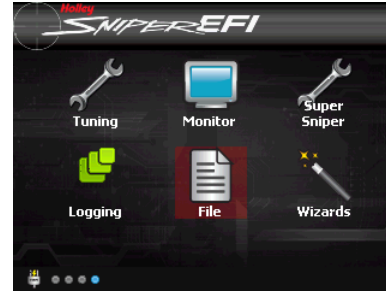 Holley
SNIPER EFI
Tuning
Monitor
Super
Sniper
Logging
File
Wizards